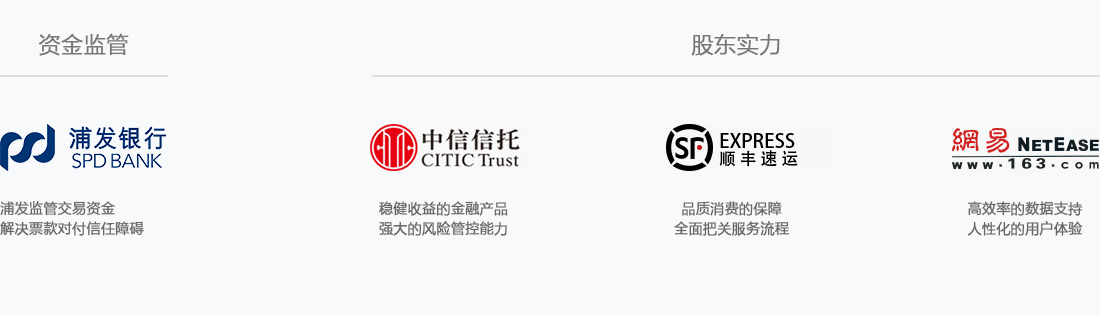 资金监管
股东实力
浦发银行
SPD BANK
中信信托
CITIC Trust
SF EXPRESS
顺丰速运
網易 NETEASE
www.163.com
浦发监管交易资金
解决票款对付信任障碍
稳健收益的金融产品
强大的风险管控能力
品质消费的保障
全面把关服务流程
高效率的数据支持
人性化的用户体验